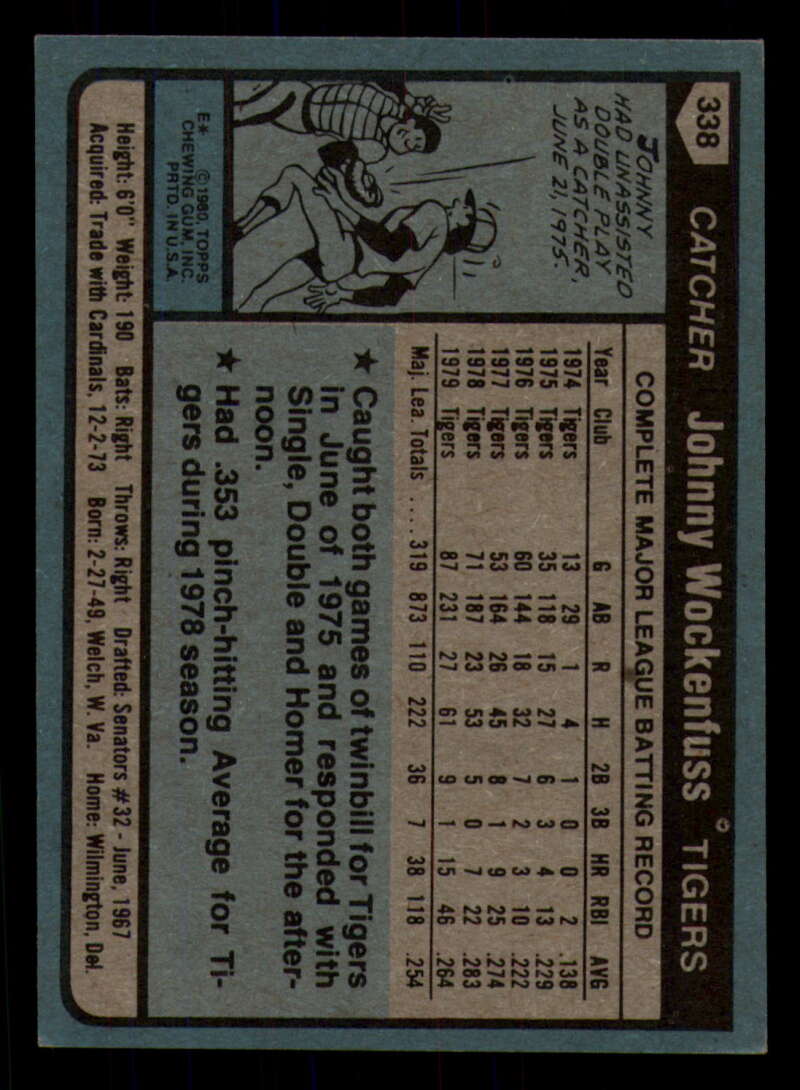 338 CATCHER Johnny Wockenfuss TIGERS
JOHNNY
HAD UNASSISTED
DOUBLE PLAY
AS A CATCHER,
JUNE 21, 1975.
E* ©1980 TOPPS
CHEWING GUM, INC.
PRTD. IN U.S.A.
COMPLETE MAJOR LEAGUE BATTING RECORD
Year Club G AB R H 2B 3B HR RBI AVG
1974 Tigers 13 29 1 4 1 0 0 2 .138
1975 Tigers 35 118 15 27 6 3 4 13 .229
1976 Tigers 60 144 18 32 7 2 3 10 .222
1977 Tigers 53 164 26 45 8 1 9 25 .274
1978 Tigers 71 187 23 53 5 0 7 22 .283
1979 Tigers 87 231 27 61 9 1 15 46 .264
Maj. Lea. Totals .... 319 873 110 222 36 7 38 118 .254
★ Caught both games of twinbill for Tigers
in June of 1975 and responded with
Single, Double and Homer for the after-
noon.
★ Had .353 pinch-hitting Average for Ti-
gers during 1978 season.
Height: 6'0" Weight: 190 Bats: Right Throws: Right Drafted: Senators #32 - June, 1967
Acquired: Trade with Cardinals, 12-2-73 Born: 2-27-49, Welch, W. Va. Home: Wilmington, Del.